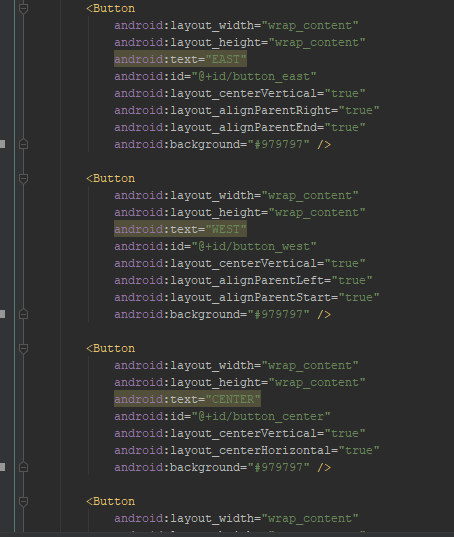 <Button
android:layout_width="wrap_content"
android:layout_height="wrap_content"
android:text="EAST"
android:id="@+id/button_east"
android:layout_centerVertical="true"
android:layout_alignParentRight="true"
android:layout_alignParentEnd="true"
android:background="#979797" />
<Button
android:layout_width="wrap_content"
android:layout_height="wrap_content"
android:text="WEST"
android:id="@+id/button_west"
android:layout_centerVertical="true"
android:layout_alignParentLeft="true"
android:layout_alignParentStart="true"
android:background="#979797" />
<Button
android:layout_width="wrap_content"
android:layout_height="wrap_content"
android:text="CENTER"
android:id="@+id/button_center"
android:layout_centerVertical="true"
android:layout_centerHorizontal="true"
android:background="#979797" />
<Button
android:layout_width="wrap_content"